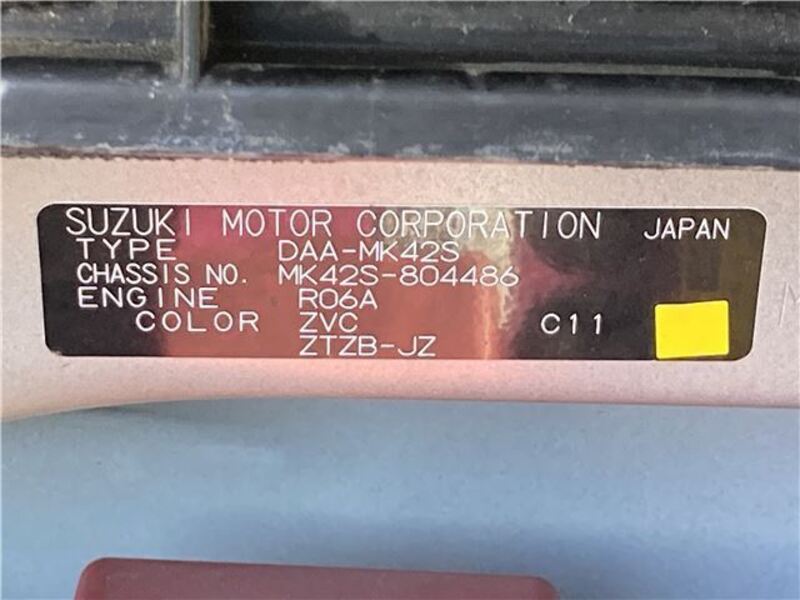 SUZUKI MOTOR CORPORATION JAPAN
TYPE DAA-MK42S
CHASSIS NO. MK42S-804486
ENGINE R06A
COLOR ZVC C11
ZTZB-JZ